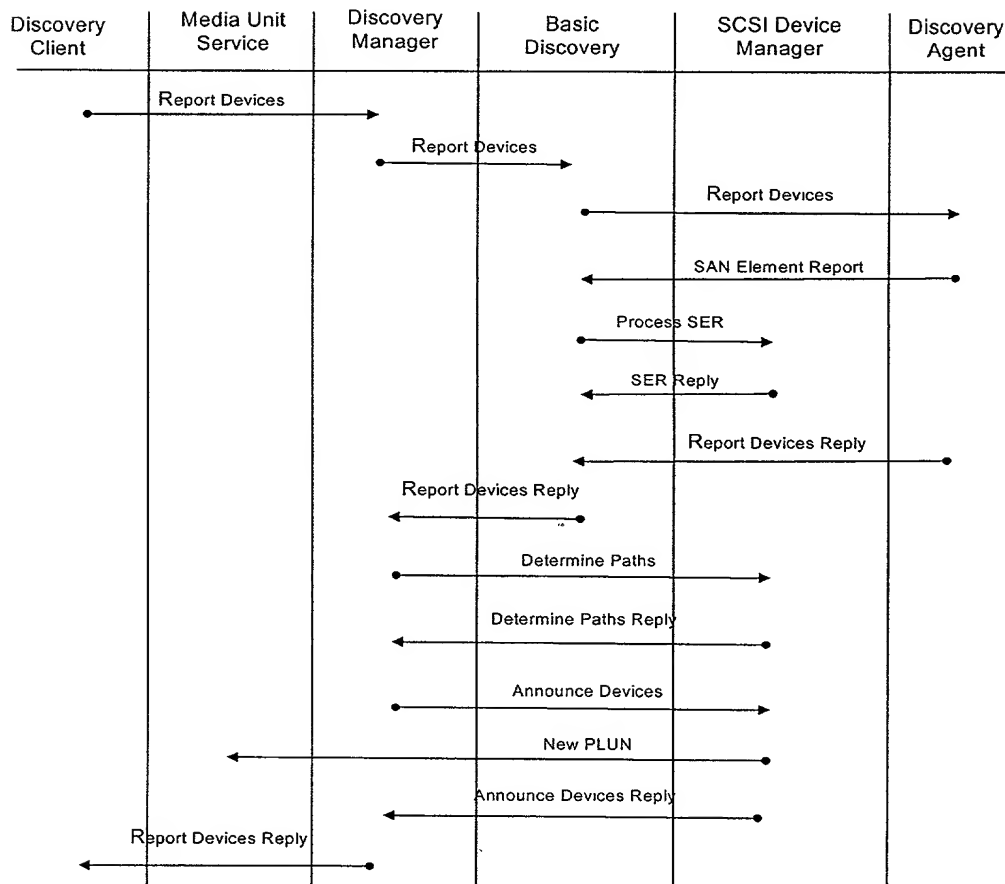 Discovery Client
Media Unit Service
Discovery Manager
Basic Discovery
SCSI Device Manager
Discovery Agent
Report Devices
Report Devices
Report Devices
SAN Element Report
Process SER
SER Reply
Report Devices Reply
Report Devices Reply
Determine Paths
Determine Paths Reply
Announce Devices
New PLUN
Announce Devices Reply
Report Devices Reply